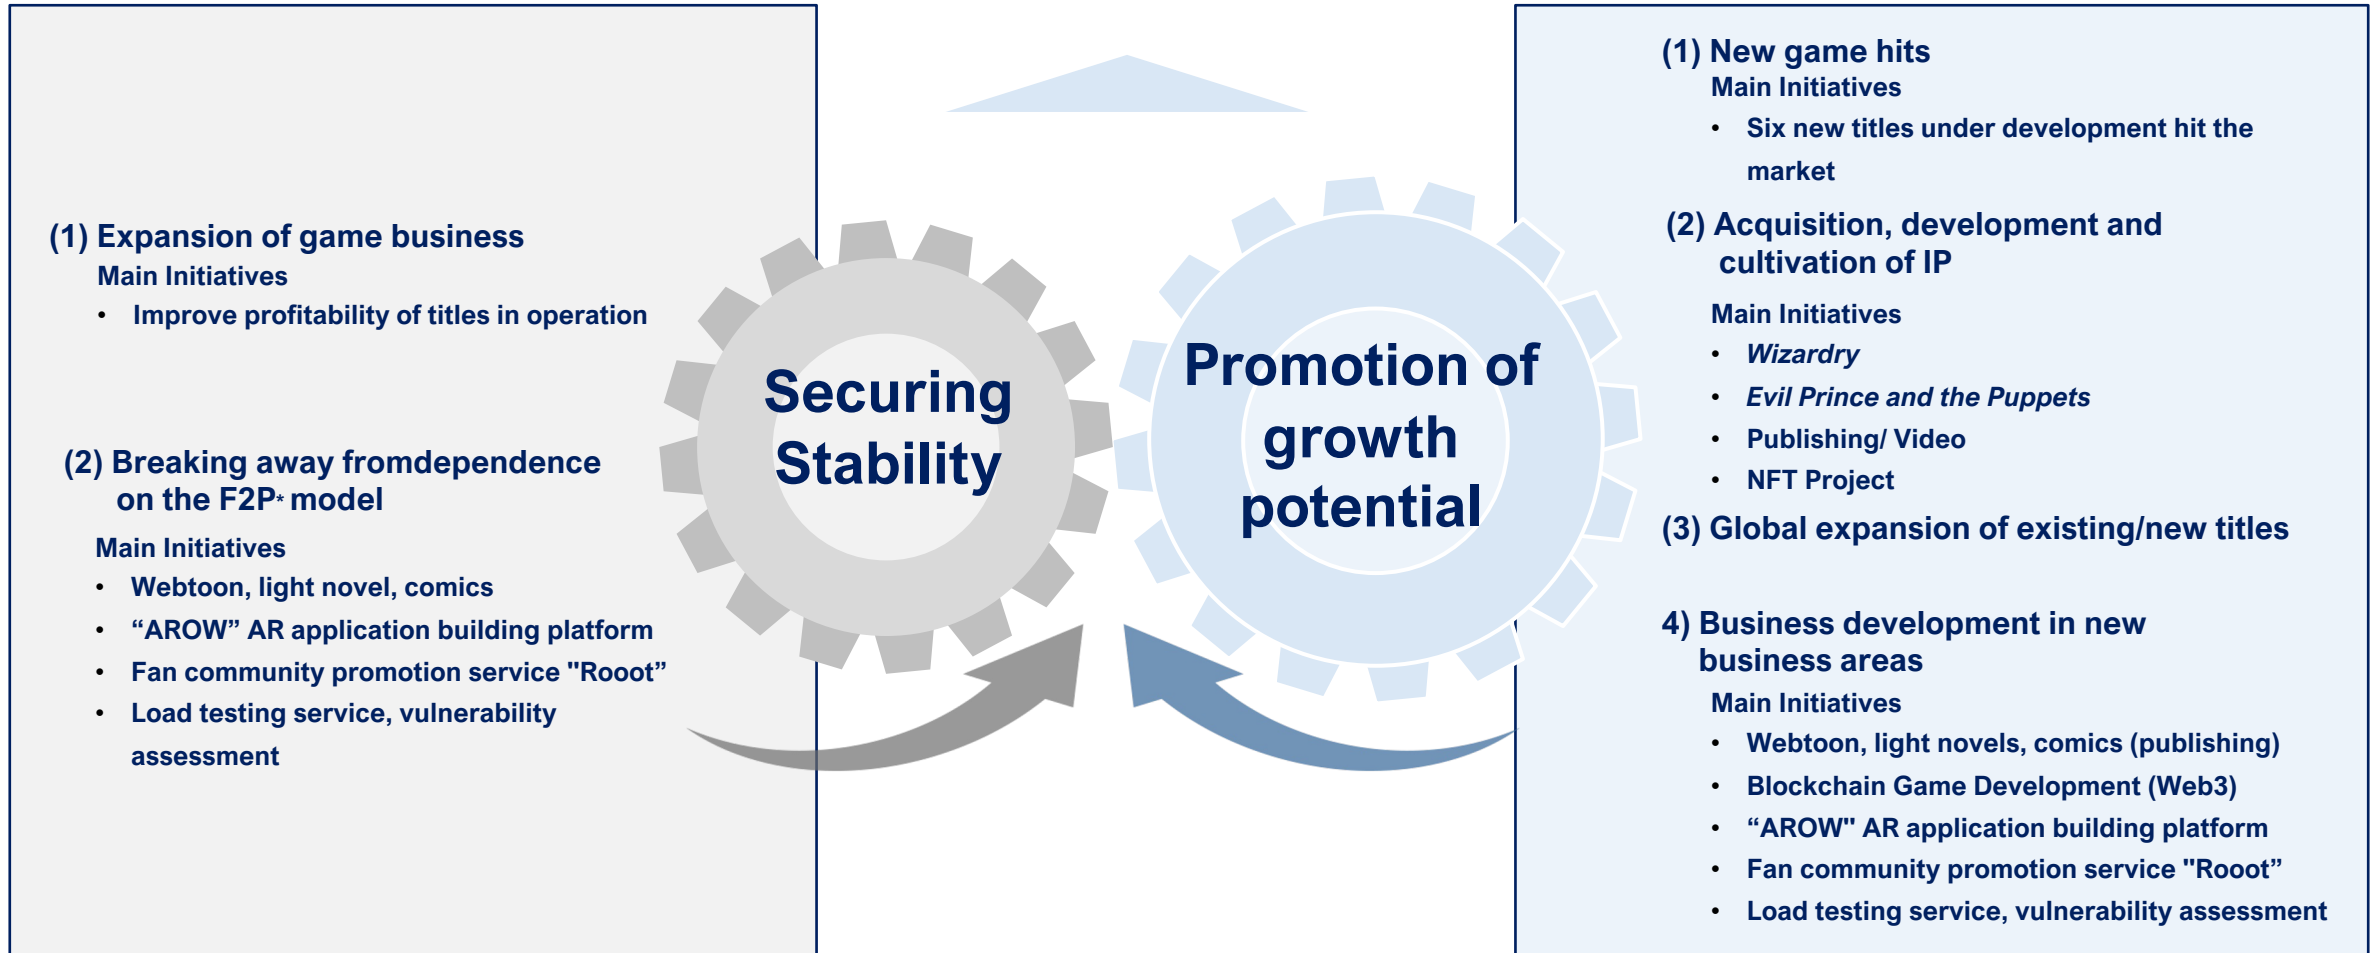 (1) Expansion of game business
Main Initiatives
• Improve profitability of titles in operation
(2) Breaking away fromdependence
on the F2P* model
Main Initiatives
• Webtoon, light novel, comics
• “AROW” AR application building platform
• Fan community promotion service "Rooot”
• Load testing service, vulnerability
assessment
Securing
Stability
Promotion of
growth
potential
(1) New game hits
Main Initiatives
• Six new titles under development hit the
market
(2) Acquisition, development and
cultivation of IP
Main Initiatives
• Wizardry
• Evil Prince and the Puppets
• Publishing/ Video
• NFT Project
(3) Global expansion of existing/new titles
4) Business development in new
business areas
Main Initiatives
• Webtoon, light novels, comics (publishing)
• Blockchain Game Development (Web3)
• “AROW" AR application building platform
• Fan community promotion service "Rooot”
• Load testing service, vulnerability assessment